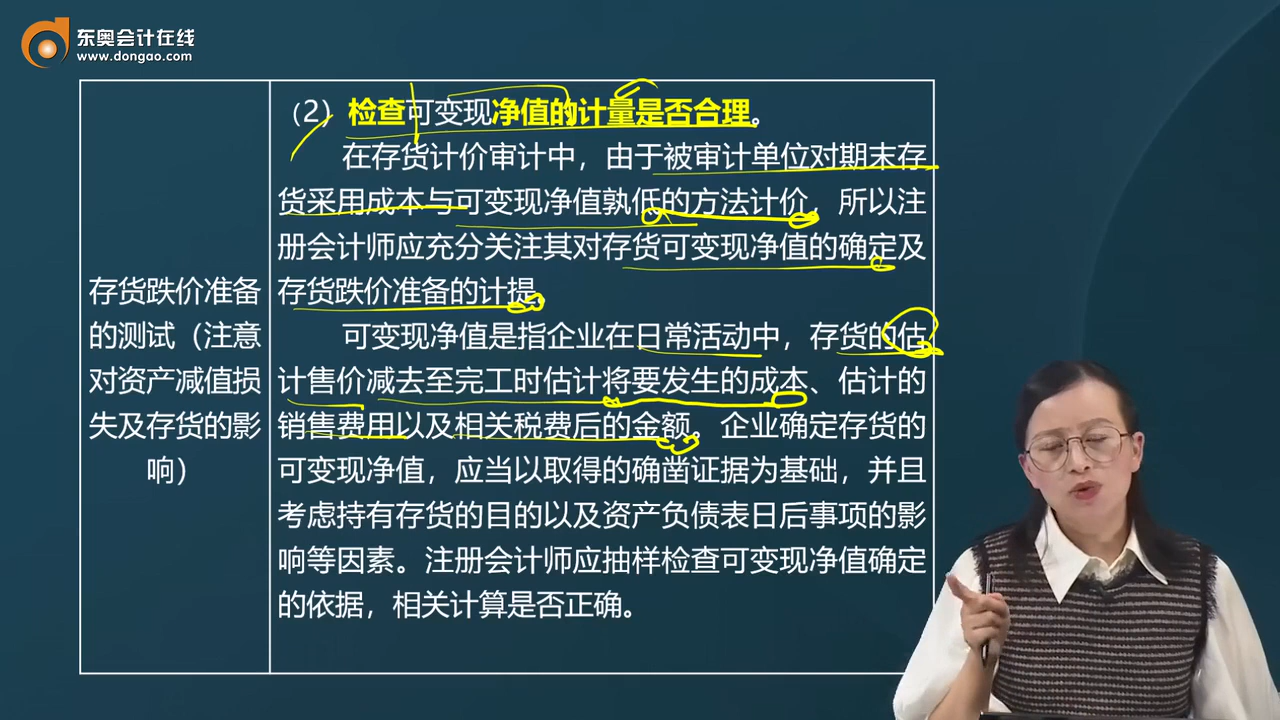 东奥会计在线
www.dongao.com
（2）检查可变现净值的计量是否合理。
在存货计价审计中，由于被审计单位对期末存
货采用成本与可变现净值孰低的方法计价，所以注
册会计师应充分关注其对存货可变现净值的确定及
存货跌价准备的计提。
可变现净值是指企业在日常活动中，存货的估
计售价减去至完工时估计将要发生的成本、估计的
销售费用以及相关税费后的金额。企业确定存货的
可变现净值，应当以取得的确凿证据为基础，并且
考虑持有存货的目的以及资产负债表日后事项的影
响等因素。注册会计师应抽样检查可变现净值确定
的依据，相关计算是否正确。
存货跌价准备
的测试（注意
对资产减值损
失及存货的影
响）